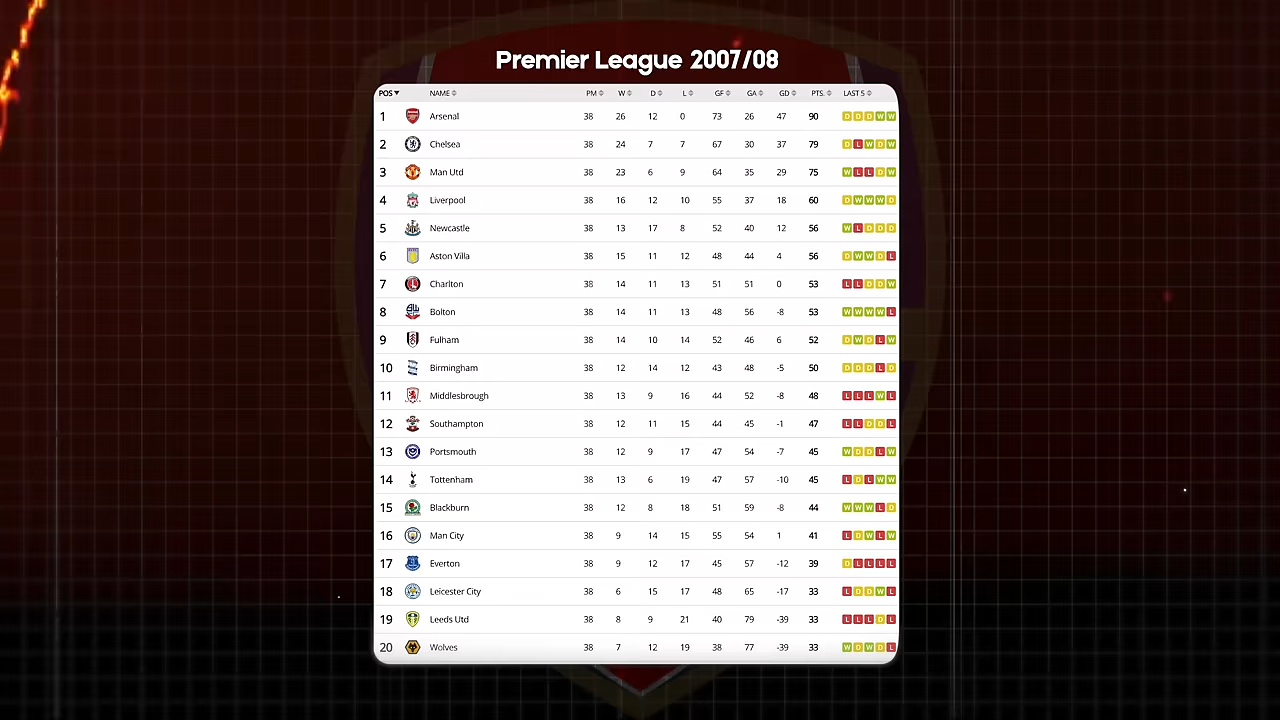 Premier League 2007/08
POS NAME PM W D L GF GA GD PTS. LAST 5
1 Arsenal 38 26 12 0 73 26 47 90 D D D W W
2 Chelsea 38 24 7 7 67 30 37 79 D L W D W
3 Man Utd 38 23 6 9 64 35 29 75 W L L D W
4 Liverpool 38 16 12 10 55 37 18 60 D W W W D
5 Newcastle 38 13 17 8 52 40 12 56 W L D D D
6 Aston Villa 38 15 11 12 48 44 4 56 D W W D L
7 Charlton 38 14 11 13 51 51 0 53 L L D D W
8 Bolton 38 14 11 13 48 56 -8 53 W W W W L
9 Fulham 38 14 10 14 52 46 6 52 D W D L W
10 Birmingham 38 12 14 12 43 48 -5 50 D D D L D
11 Middlesbrough 38 13 9 16 44 52 -8 48 L L L W L
12 Southampton 38 12 11 15 44 45 -1 47 L L D D L
13 Portsmouth 38 12 9 17 47 54 -7 45 W D D L W
14 Tottenham 38 13 6 19 47 57 -10 45 L D L W W
15 Blackburn 38 12 8 18 51 59 -8 44 W W W L D
16 Man City 38 9 14 15 55 54 1 41 L D W L W
17 Everton 38 9 12 17 45 57 -12 39 D L L L L
18 Leicester City 38 6 15 17 48 65 -17 33 L D D W L
19 Leeds Utd 38 8 9 21 40 79 -39 33 L L L D L
20 Wolves 38 7 12 19 38 77 -39 33 W D W D L